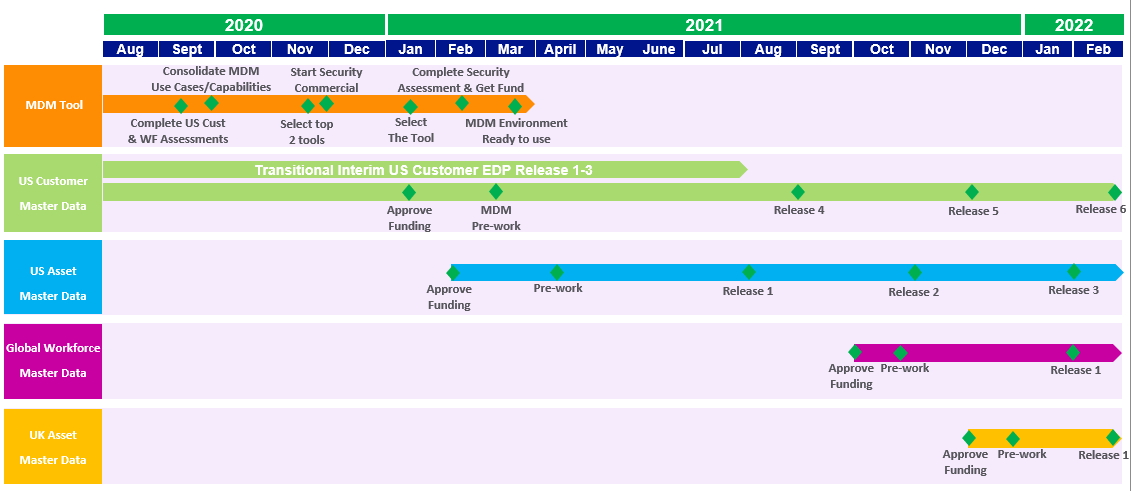 2020 2021 2022
Aug Sept Oct Nov Dec Jan Feb Mar April May June Jul Aug Sept Oct Nov Dec Jan Feb
MDM Tool
Consolidate MDM
Use Cases/Capabilities
Start Security
Commercial
Complete Security
Assessment & Get Fund
Complete US Cust
& WF Assessments
Select top
2 tools
Select
The Tool
MDM Environment
Ready to use
US Customer
Master Data
Transitional Interim US Customer EDP Release 1-3
Approve
Funding
MDM
Pre-work
Release 4
Release 5
Release 6
US Asset
Master Data
Approve
Funding
Pre-work
Release 1
Release 2
Release 3
Global Workforce
Master Data
Approve
Funding
Pre-work
Release 1
UK Asset
Master Data
Approve
Funding
Pre-work
Release 1